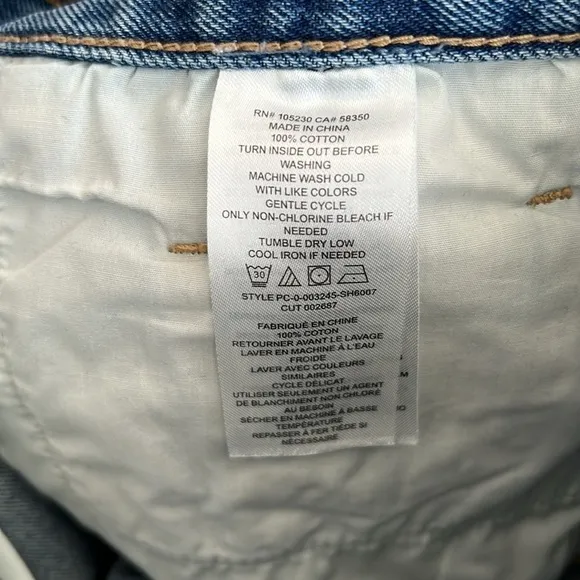 RN# 105230 CA# 58350
MADE IN CHINA
100% COTTON
TURN INSIDE OUT BEFORE
WASHING
MACHINE WASH COLD
WITH LIKE COLORS
GENTLE CYCLE
ONLY NON-CHLORINE BLEACH IF
NEEDED
TUMBLE DRY LOW
COOL IRON IF NEEDED
30
STYLE PC-0-003245-SH6007
CUT 002687
FABRIQUÉ EN CHINE
100% COTON
RETOURNER AVANT LE LAVAGE
LAVER EN MACHINE À L'EAU
FROIDE
LAVER AVEC COULEURS
SIMILAIRES
CYCLE DÉLICAT
UTILISER SEULEMENT UN AGENT
DE BLANCHIMENT NON CHLORÉ
AU BESOIN
SÉCHER EN MACHINE À BASSE
TEMPÉRATURE
REPASSER À FER TIÈDE SI
NÉCESSAIRE